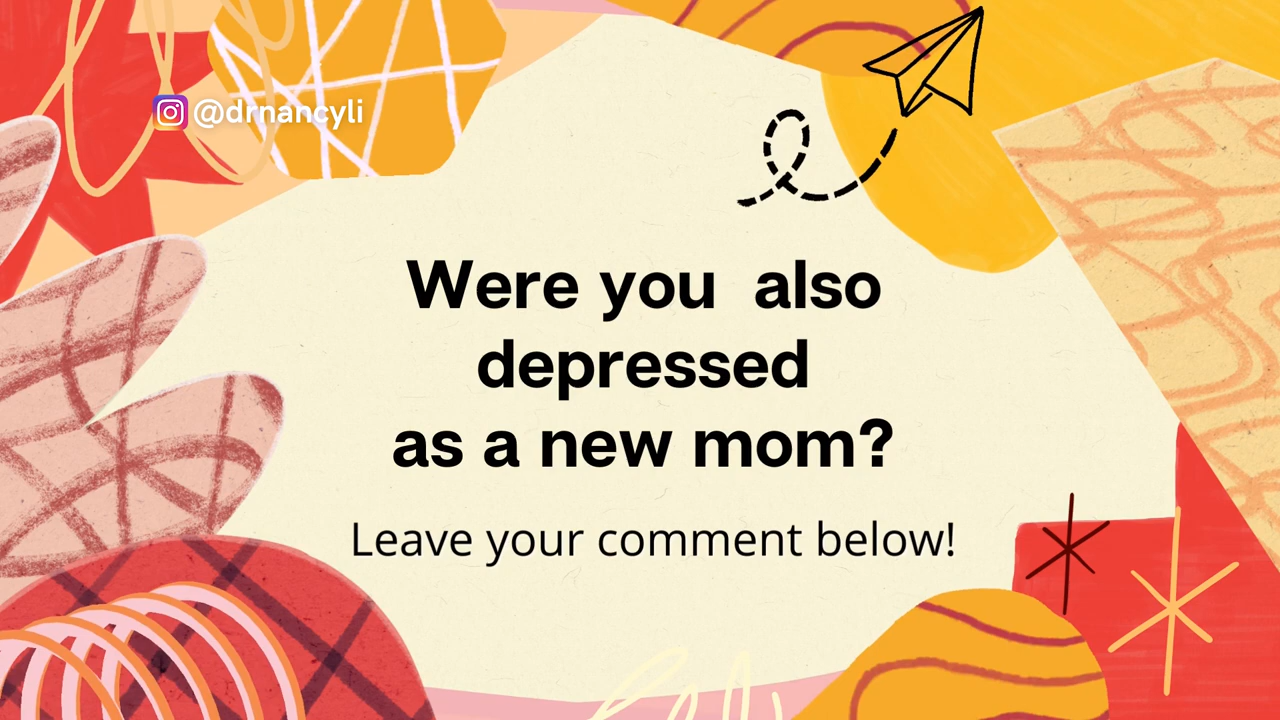 @drnancyli
Were you also
depressed
as a new mom?
Leave your comment below!